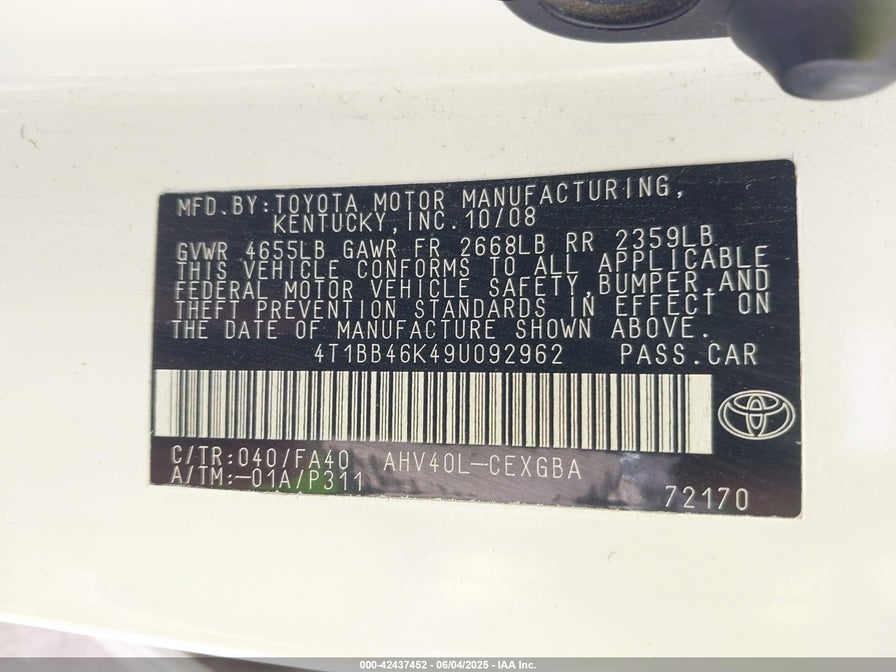 MFD.BY:TOYOTA MOTOR MANUFACTURING,
KENTUCKY,INC.10/08
GVWR 4655LB GAWR FR 2668LB RR 2359LB
THIS VEHICLE CONFORMS TO ALL APPLICABLE
FEDERAL MOTOR VEHICLE SAFETY,BUMPER,AND
THEFT PREVENTION STANDARDS IN EFFECT ON
THE DATE OF MANUFACTURE SHOWN ABOVE.
4T1BB46K49U092962 PASS.CAR
C/TR:040/FA40 AHV40L-CEXGBA
A/TM:-01A/P311
72170
000-42437452 - 06/04/2025 - IAA Inc.